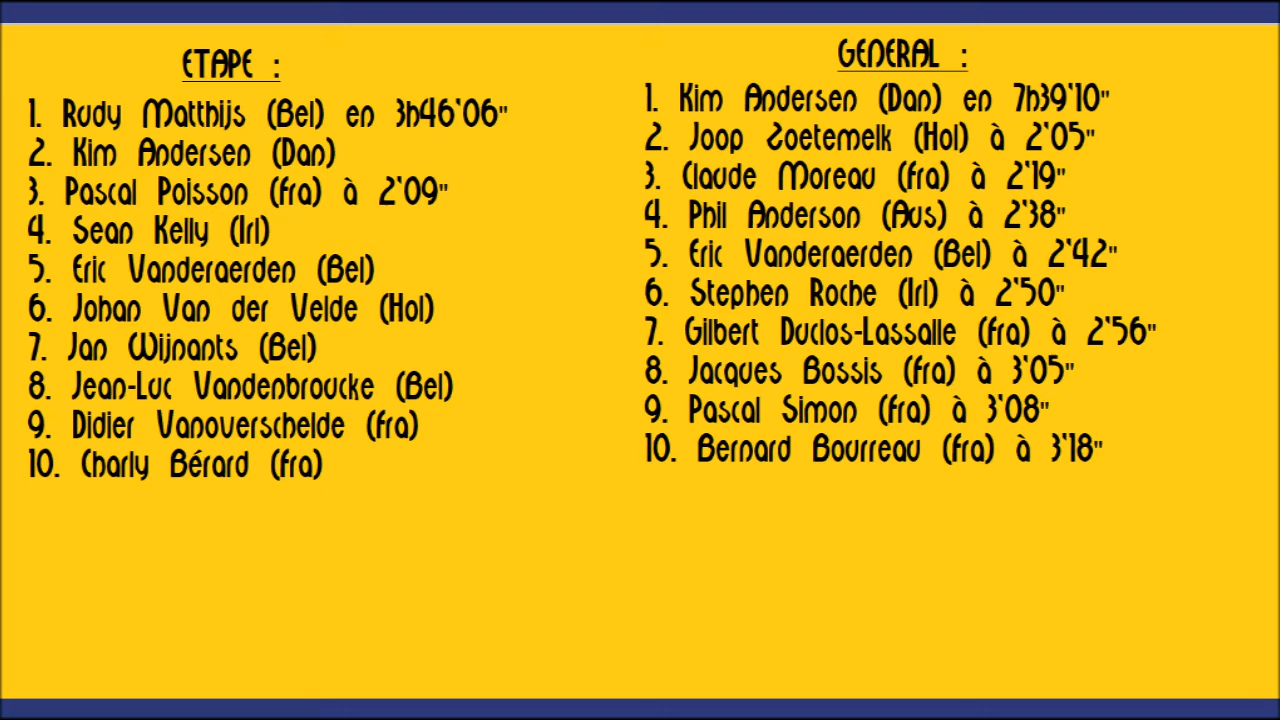 ETAPE :
1. Rudy Matthijs (Bel) en 3h46'06"
2. Kim Andersen (Dan)
3. Pascal Poisson (Fra) à 2'09"
4. Sean Kelly (Irl)
5. Eric Vanderaerden (Bel)
6. Johan Van der Velde (Hol)
7. Jan Wijnants (Bel)
8. Jean-Luc Vandenbroucke (Bel)
9. Didier Vanoverschelde (Fra)
10. Charly Bérard (Fra)
GENERAL :
1. Kim Andersen (Dan) en 7h39'10"
2. Joop Zoetemelk (Hol) à 2'05"
3. Claude Moreau (Fra) à 2'19"
4. Phil Anderson (Aus) à 2'38"
5. Eric Vanderaerden (Bel) à 2'42"
6. Stephen Roche (Irl) à 2'50"
7. Gilbert Duclos-Lassalle (Fra) à 2'56"
8. Jacques Bossis (Fra) à 3'05"
9. Pascal Simon (Fra) à 3'08"
10. Bernard Bourreau (Fra) à 3'18"